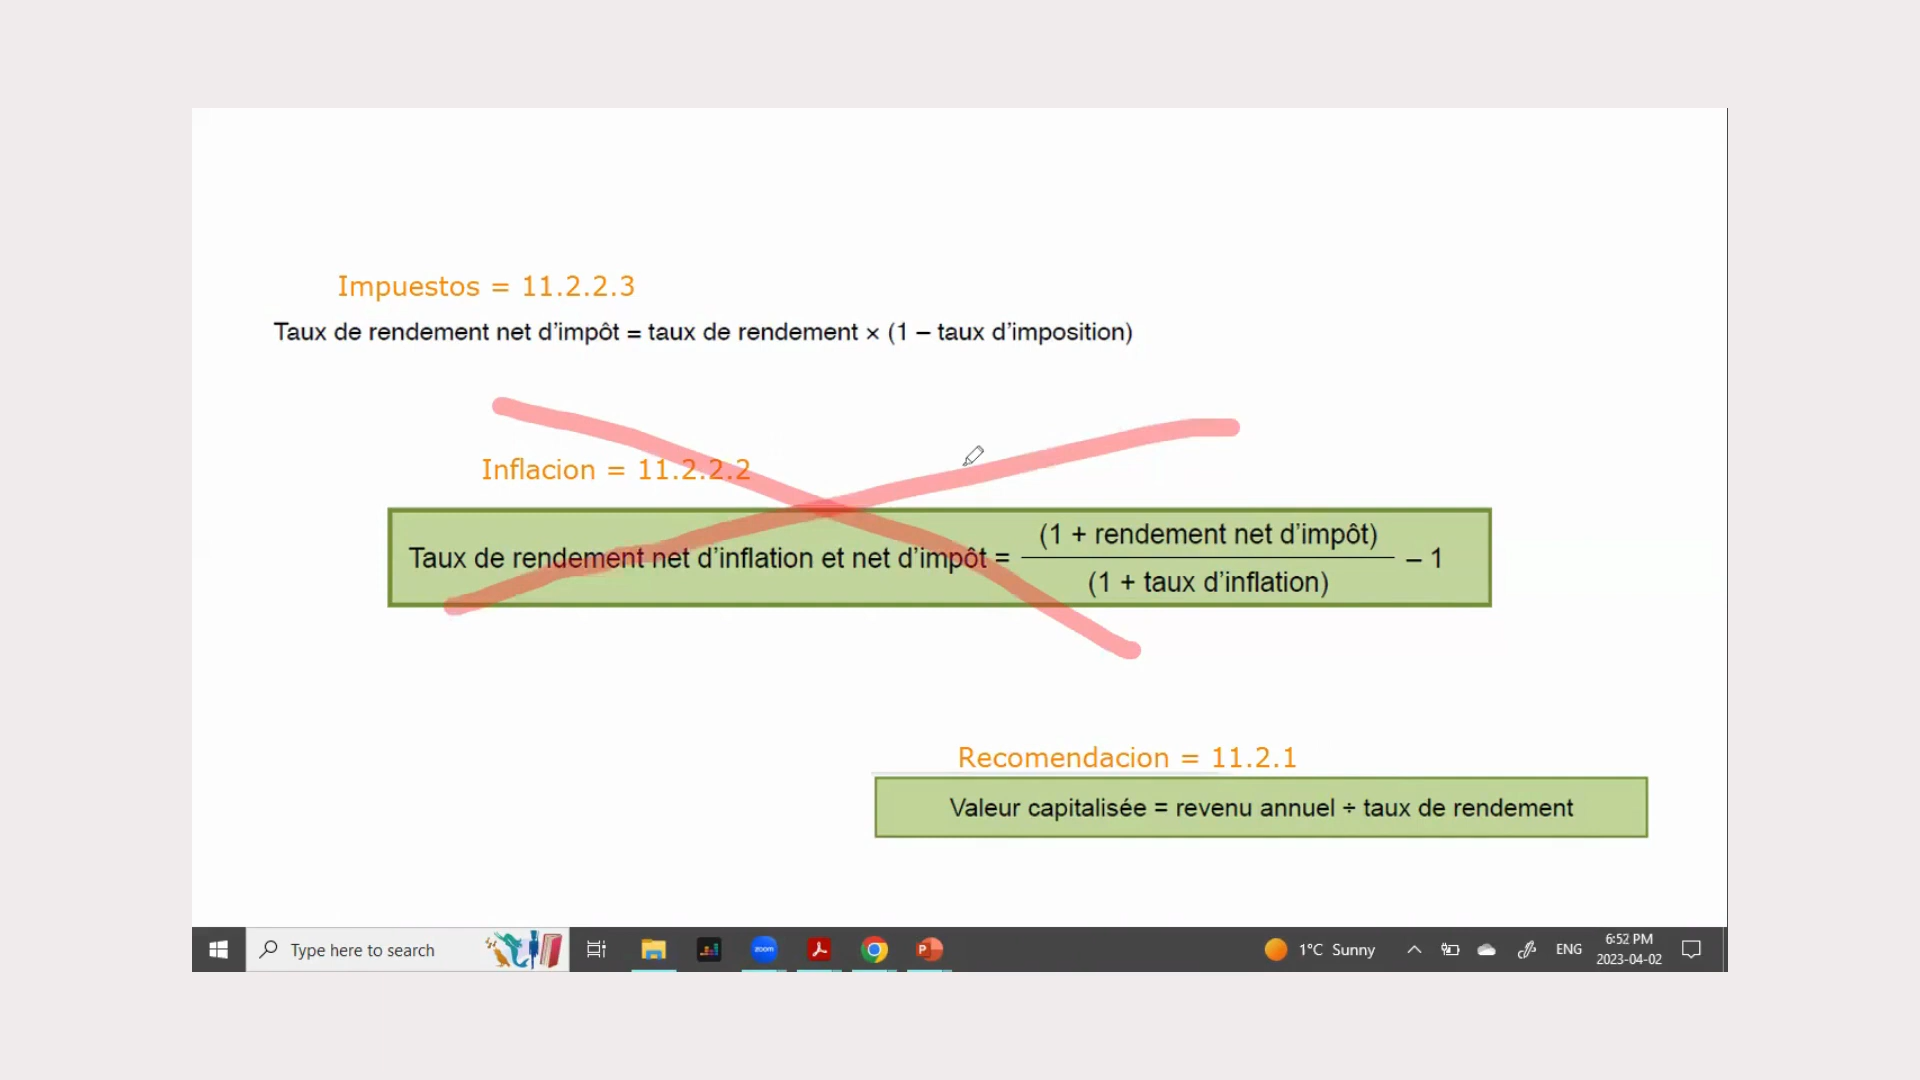 Impuestos = 11.2.2.3
Taux de rendement net d’impôt = taux de rendement × (1 – taux d’imposition)
Inflacion = 11.2.2.2
Taux de rendement net d’inflation et net d’impôt = (1 + rendement net d’impôt) / (1 + taux d’inflation) – 1
Recomendacion = 11.2.1
Valeur capitalisée = revenu annuel ÷ taux de rendement
Type here to search
zoom
1°C Sunny
ENG
6:52 PM
2023-04-02